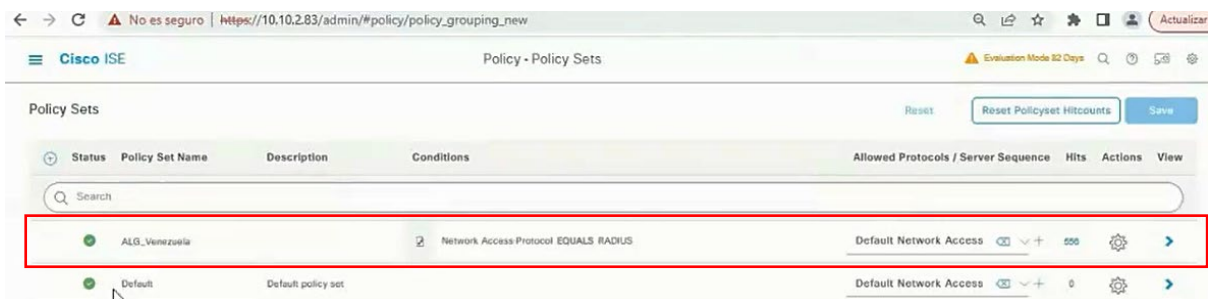 No es seguro | https://10.10.2.83/admin/#policy/policy_grouping_new Actualizar
Cisco ISE Policy - Policy Sets Evaluation Mode 82 Days
Policy Sets Reset Reset Policyset Hitcounts Save
Status Policy Set Name Description Conditions Allowed Protocols / Server Sequence Hits Actions View
Search
ALG_Venezuela Network Access·Protocol EQUALS RADIUS Default Network Access 556
Default Default policy set Default Network Access 0